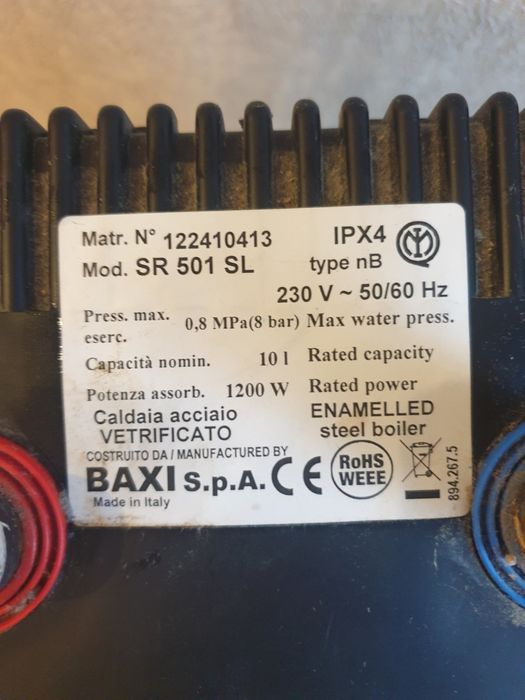 Matr. N° 122410413 IPX4
Mod. SR 501 SL type nB
230 V ~ 50/60 Hz
Press. max. eserc. 0,8 MPa(8 bar) Max water press.
Capacità nomin. 10 l Rated capacity
Potenza assorb. 1200 W Rated power
Caldaia acciaio ENAMELLED
VETRIFICATO steel boiler
COSTRUITO DA / MANUFACTURED BY
BAXI S.p.A. CE RoHS
WEEE
Made in Italy
894.267.5